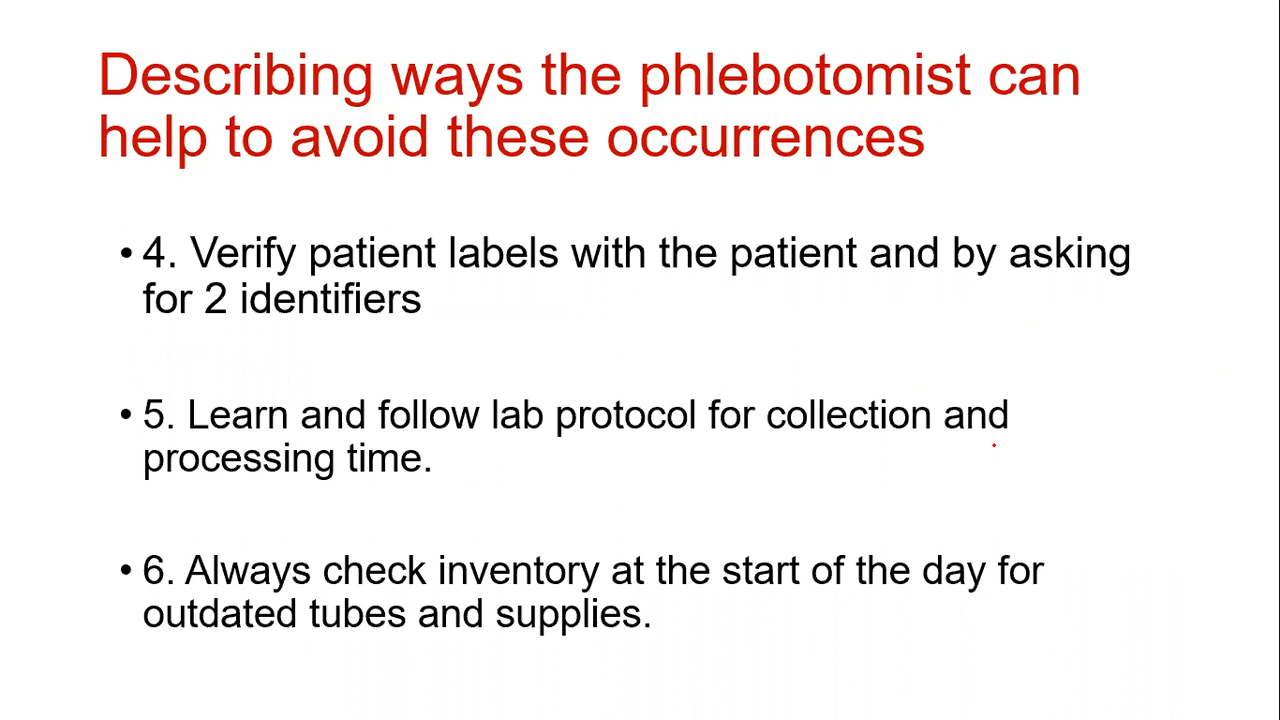 Describing ways the phlebotomist can
help to avoid these occurrences
• 4. Verify patient labels with the patient and by asking
for 2 identifiers
• 5. Learn and follow lab protocol for collection and
processing time.
• 6. Always check inventory at the start of the day for
outdated tubes and supplies.